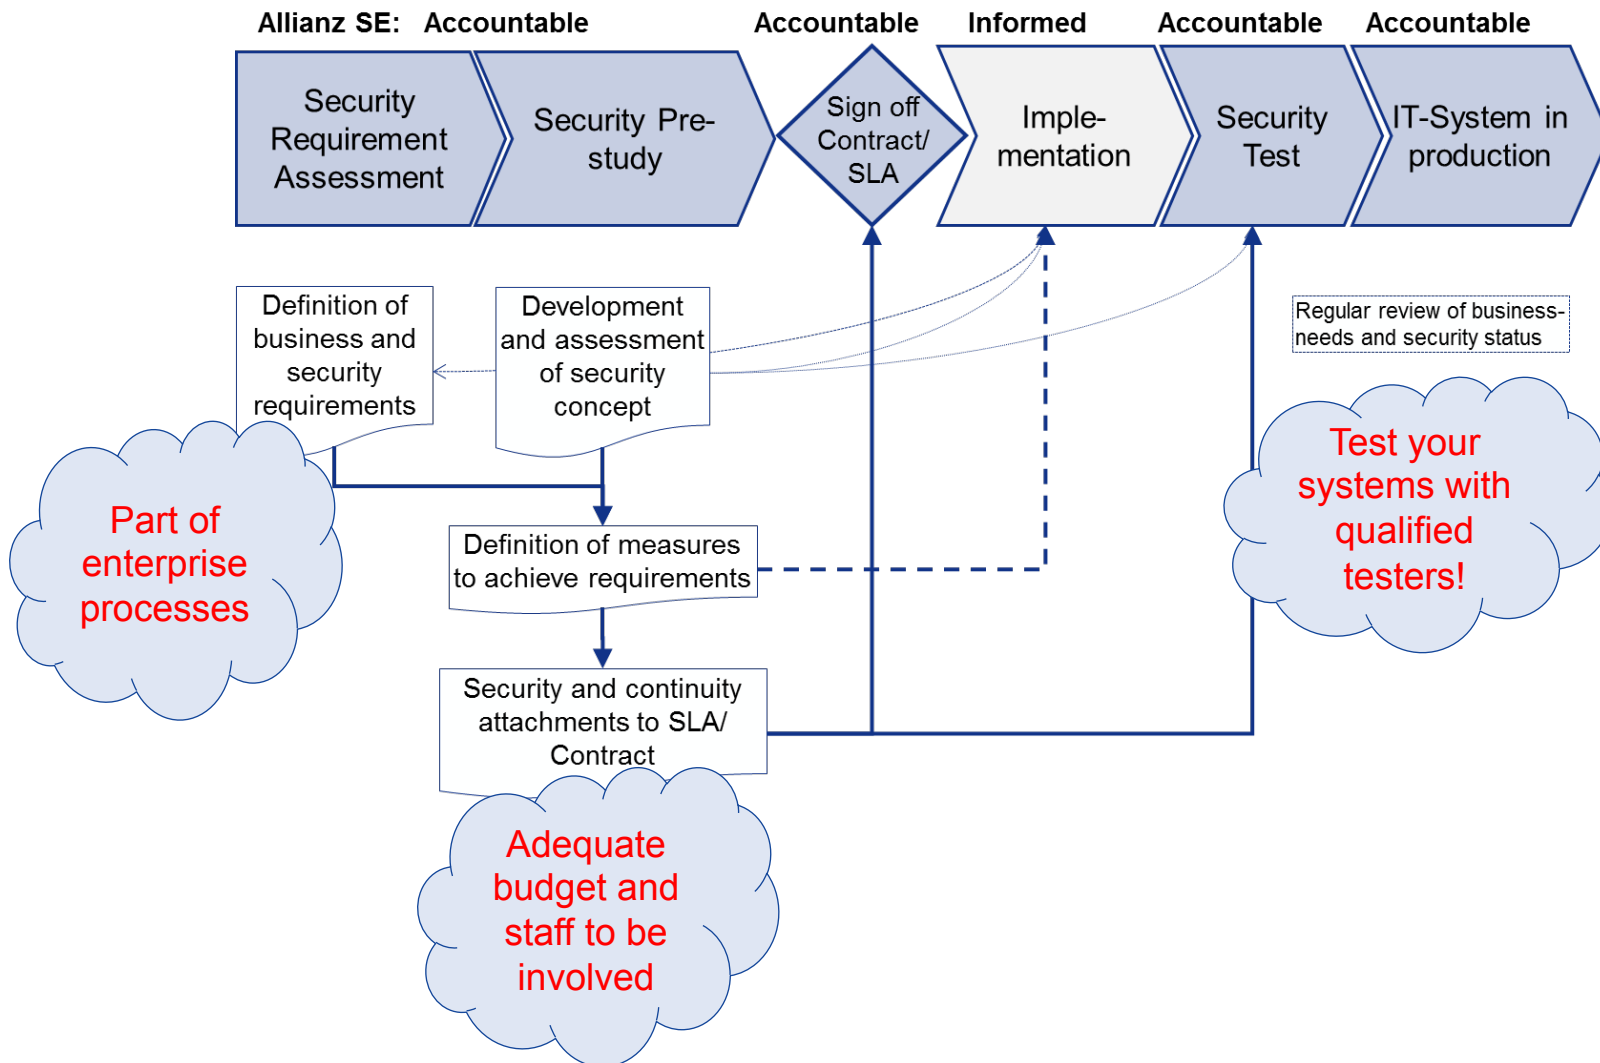 Allianz SE: Accountable Accountable Informed Accountable Accountable
Security
Requirement
Assessment
Security Pre-
study
Sign off
Contract/
SLA
Imple-
mentation
Security
Test
IT-System in
production
Definition of
business and
security
requirements
Development
and assessment
of security
concept
Regular review of business-
needs and security status
Part of
enterprise
processes
Test your
systems with
qualified
testers!
Definition of measures
to achieve requirements
Security and continuity
attachments to SLA/
Contract
Adequate
budget and
staff to be
involved